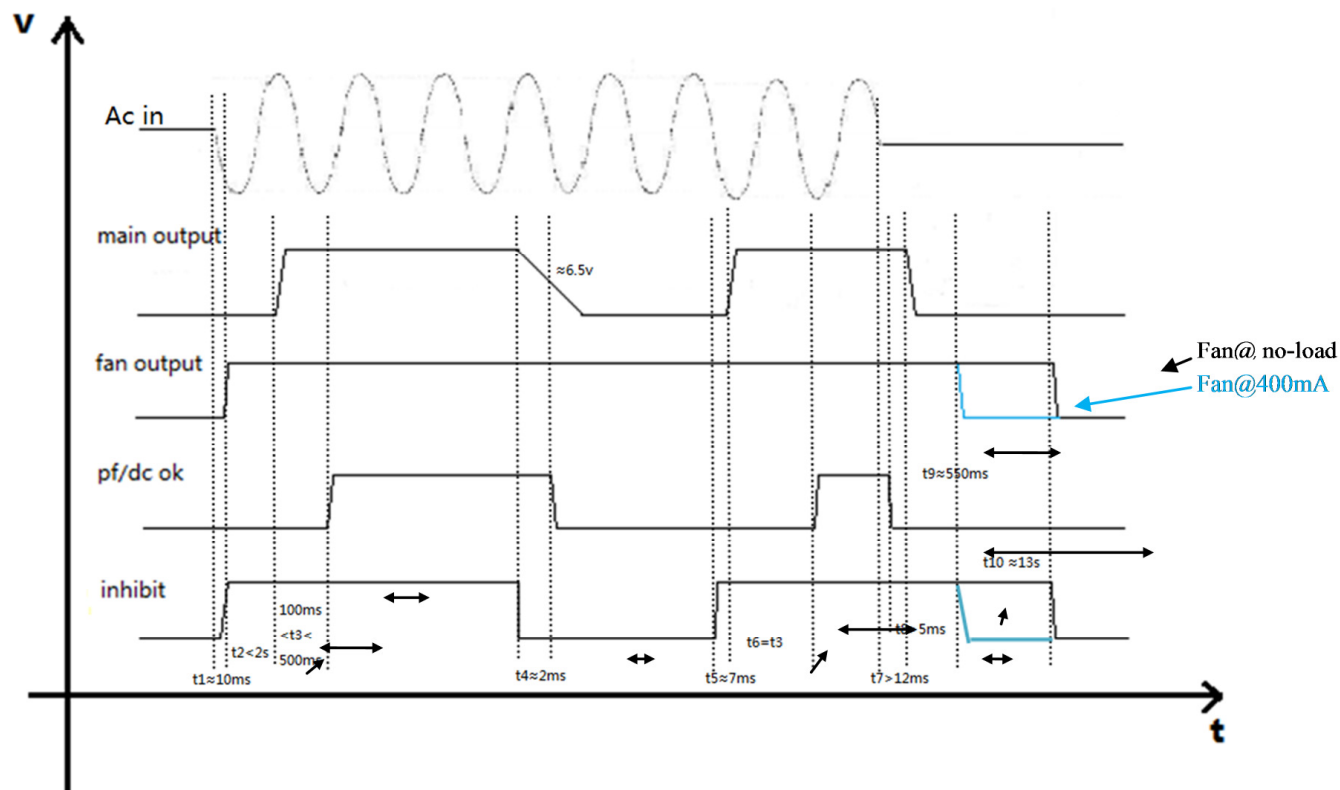 v
Ac in
main output
≈6.5v
fan output
Fan@ no-load
Fan@400mA
pf/dc ok
t9≈550ms
t10 ≈13s
inhibit
100ms
<t3<
500ms
t2<2s
t6=t3
5ms
t1≈10ms
t4≈2ms
t5≈7ms
t7>12ms
t